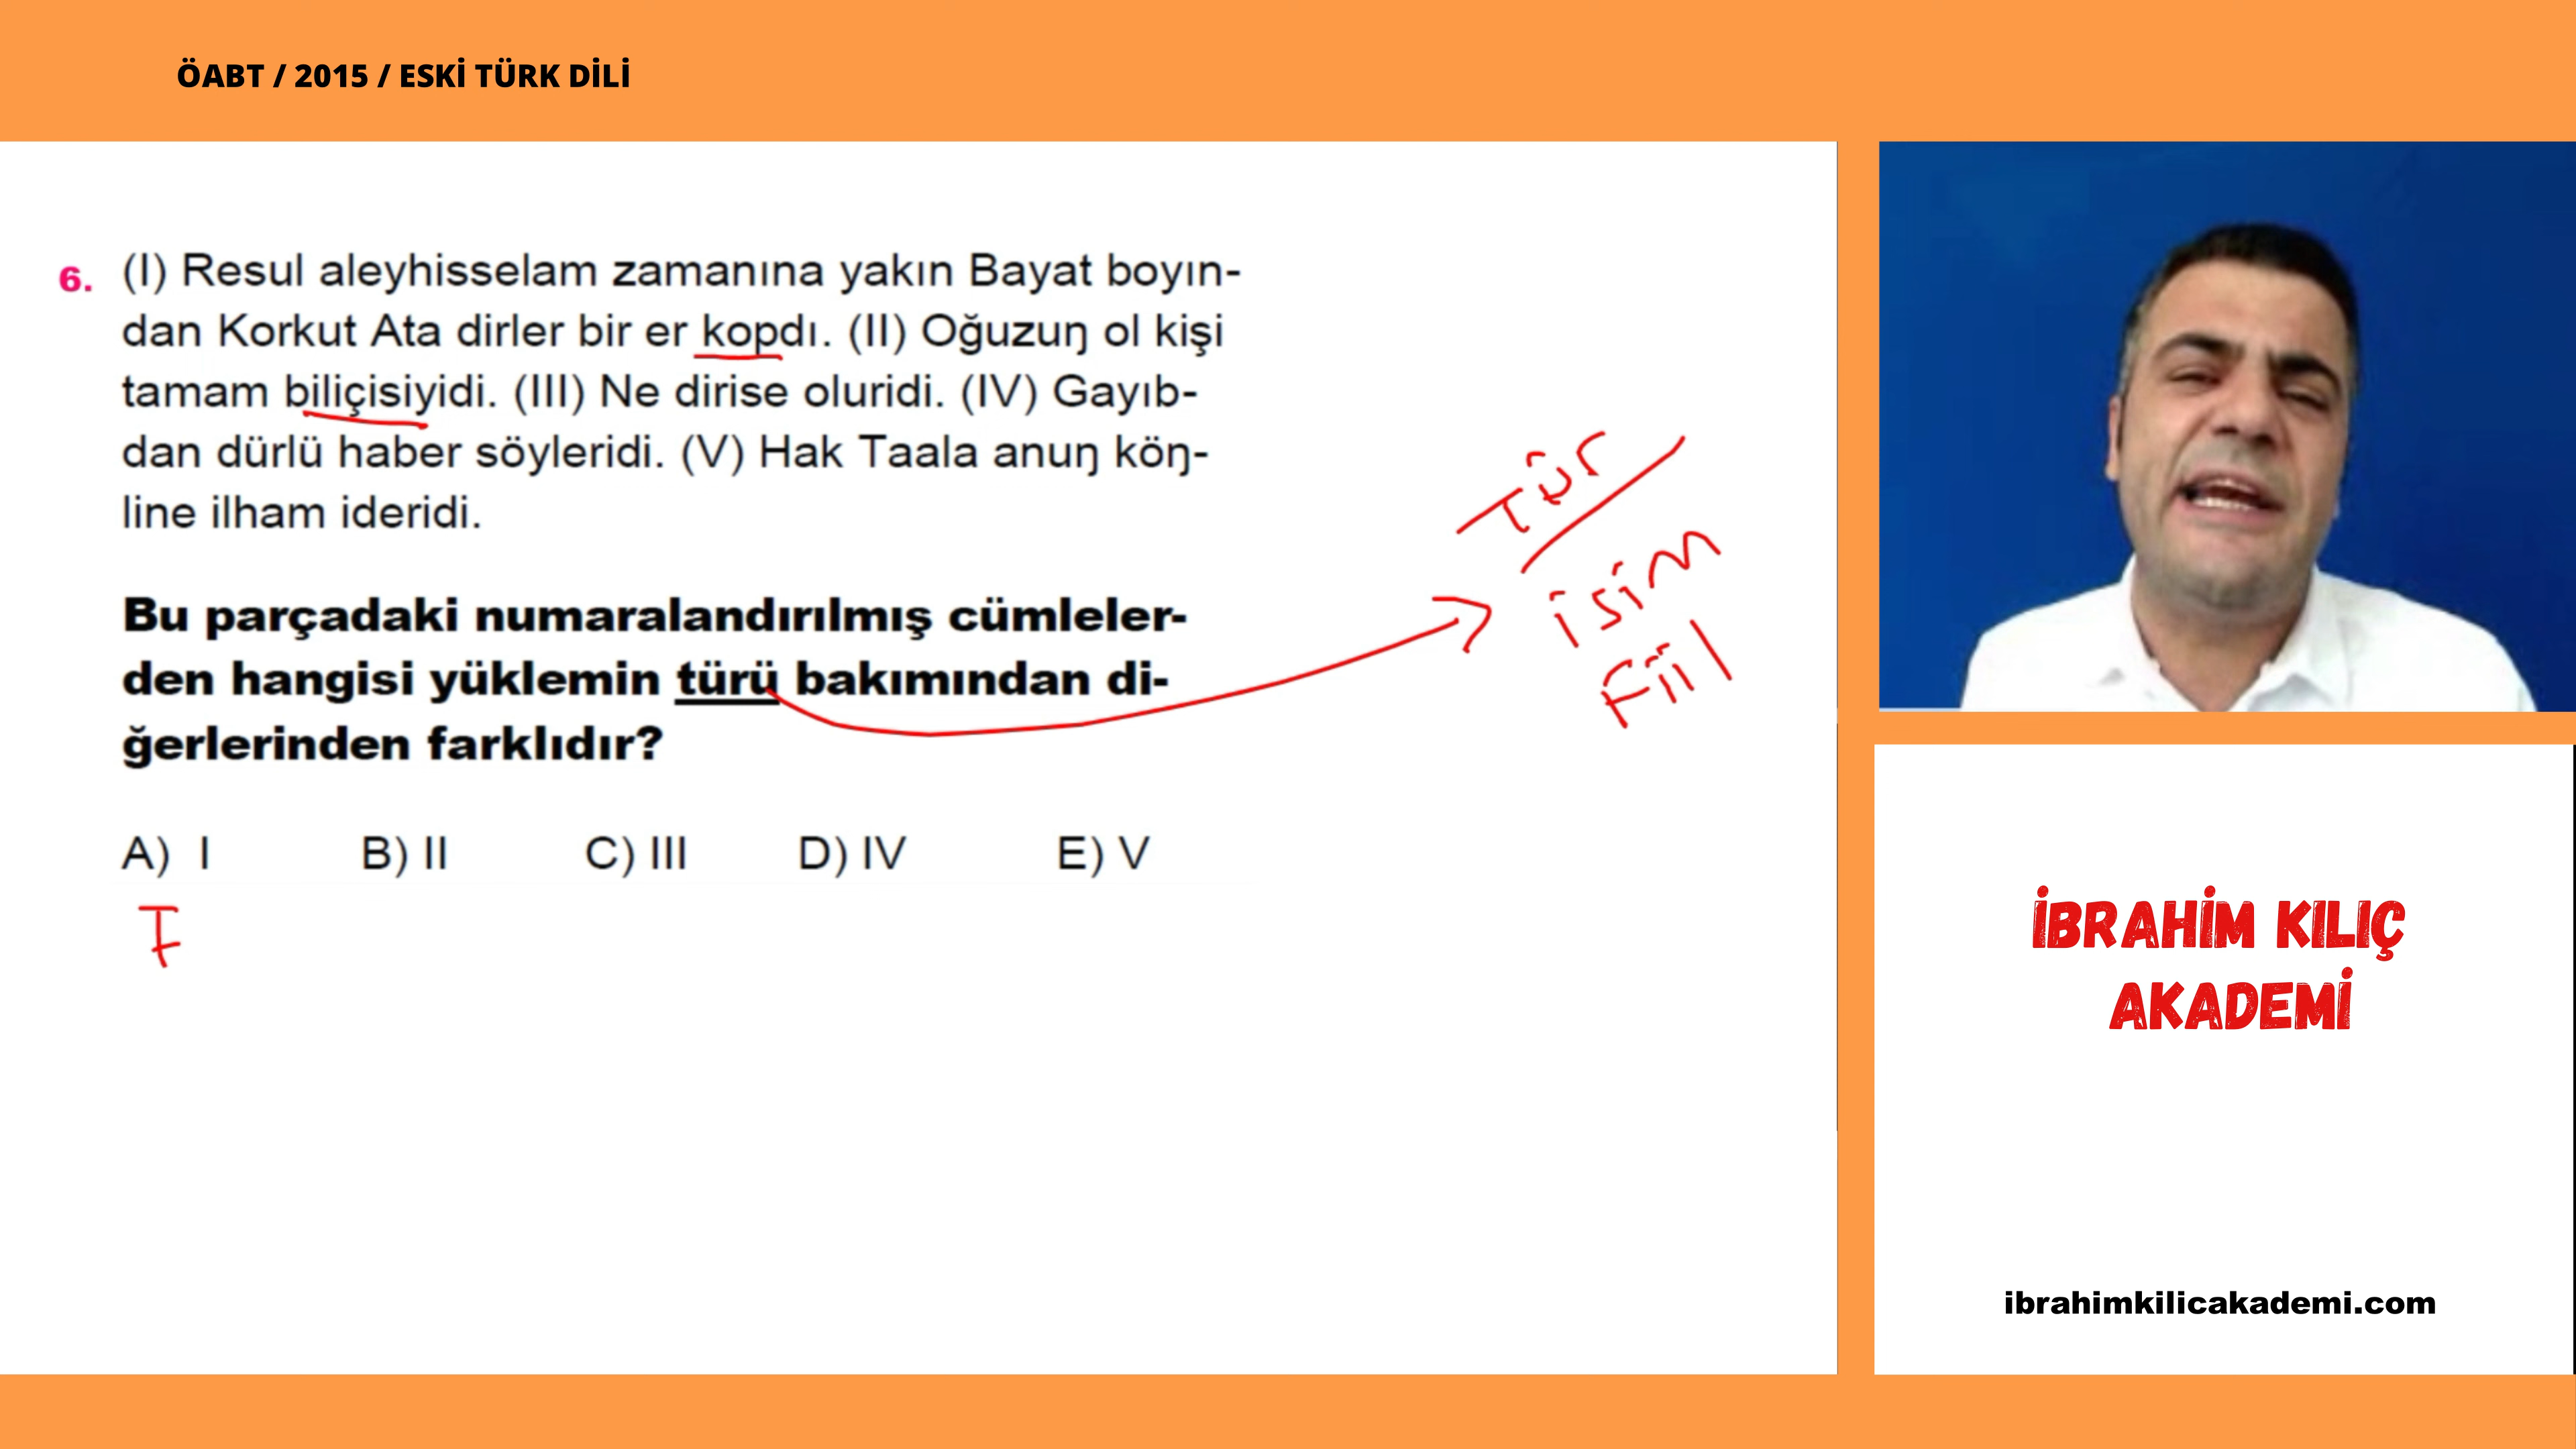 ÖABT / 2015 / ESKİ TÜRK DİLİ
6. (I) Resul aleyhisselam zamanına yakın Bayat boyın-
dan Korkut Ata dirler bir er kopdı. (II) Oğuzuŋ ol kişi
tamam biliçisiyidi. (III) Ne dirise oluridi. (IV) Gayıb-
dan dürlü haber söyleridi. (V) Hak Taala anuŋ köŋ-
line ilham ideridi.
Bu parçadaki numaralandırılmış cümleler-
den hangisi yüklemin türü bakımından di-
ğerlerinden farklıdır?
A) I B) II C) III D) IV E) V
F
Tür
isim
Fiil
İBRAHİM KILIÇ
AKADEMİ
ibrahimkilicakademi.com